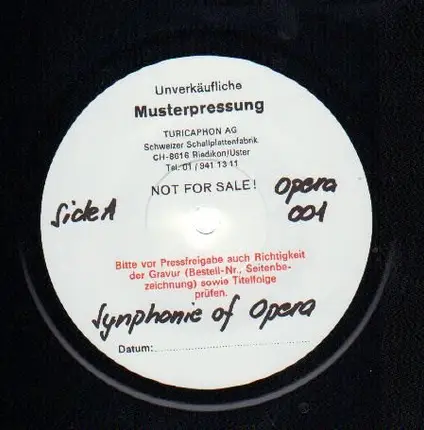 Unverkäufliche
Musterpressung
TURICAPHON AG
Schweizer Schallplattenfabrik
CH-8616 Riedikon/Uster
Tel. 01 / 941 13 11
NOT FOR SALE!
Opera
Side A
001
Bitte vor Pressfreigabe auch Richtigkeit
der Gravur (Bestell-Nr., Seitenbe-
zeichnung) sowie Titelfolge
prüfen.
Synphonie of Opera
Datum: